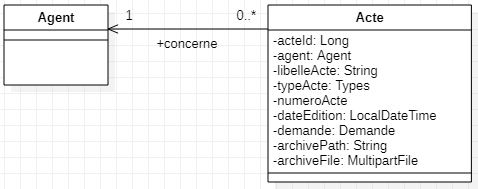 Agent
1
0..*
+concerne
Acte
-acteId: Long
-agent: Agent
-libelleActe: String
-typeActe: Types
-numeroActe
-dateEdition: LocalDateTime
-demande: Demande
-archivePath: String
-archiveFile: MultipartFile